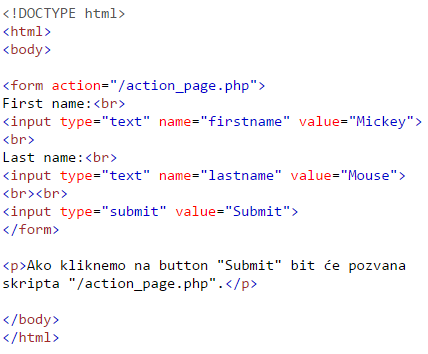 <!DOCTYPE html>
<html>
<body>
<form action="/action_page.php">
First name:<br>
<input type="text" name="firstname" value="Mickey">
<br>
Last name:<br>
<input type="text" name="lastname" value="Mouse">
<br><br>
<input type="submit" value="Submit">
</form>
<p>Ako kliknemo na button "Submit" bit će pozvana
skripta "/action_page.php".</p>
</body>
</html>